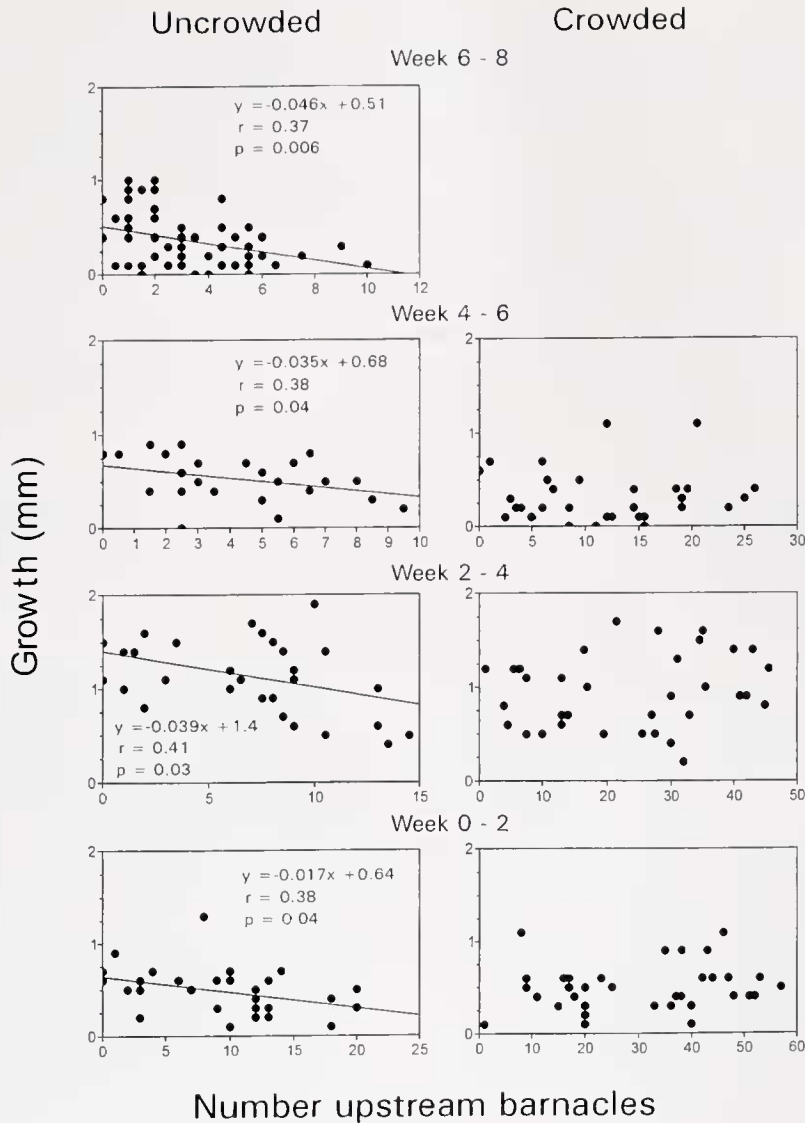 Uncrowded Crowded
Week 6 - 8
2
1
0
y =-0.046x +0.51
r = 0.37
p = 0.006
0 2 4 6 8 10 12
Week 4 - 6
2
1
0
y =-0.035x +0.68
r = 0.38
p = 0.04
0 1 2 3 4 5 6 7 8 9 10
2
1
0
0 5 10 15 20 25 30
Growth (mm)
Week 2 - 4
2
1
0
y =-0.039x + 1.4
r = 0.41
p = 0.03
0 5 10 15
2
1
0
0 10 20 30 40 50
Week 0 - 2
2
1
0
y =-0.017x +0.64
r = 0.38
p = 0.04
0 5 10 15 20 25
2
1
0
0 10 20 30 40 50 60
Number upstream barnacles